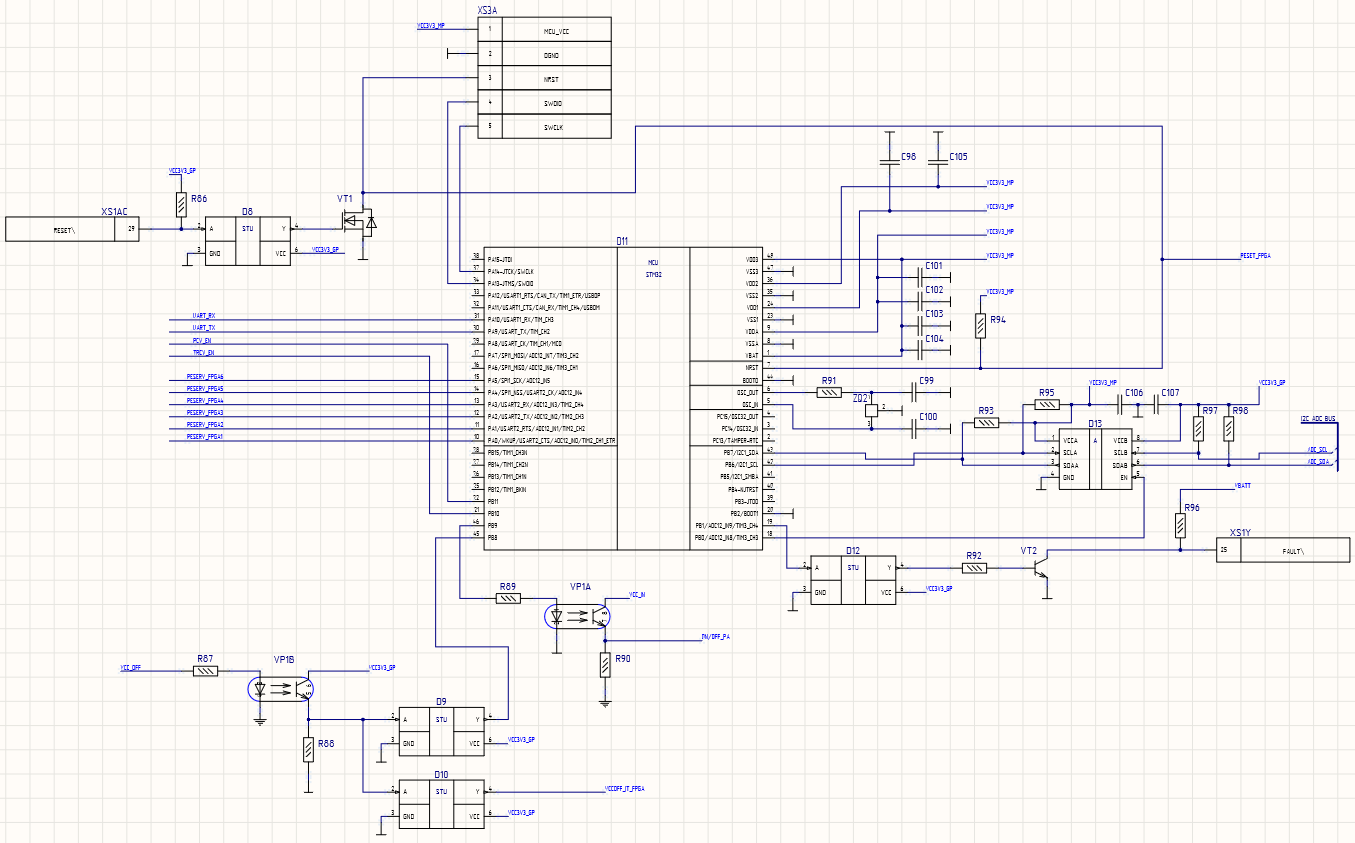 XS3A
VCC3V3_MP
1 MCU_VCC
2 DGND
3 NRST
4 SWDIO
5 SWCLK
C98
C105
VCC3V3_GP
R86
XS1AC
RESET\ 29
D8
2 A STU Y 4
3 GND VCC 6
VCC3V3_GP
VT1
VCC3V3_MP
VCC3V3_MP
VCC3V3_MP
VCC3V3_MP
RESET_FPGA
D11
MCU
STM32
38 PA15-JTDI
37 PA14-JTCK/SWCLK
34 PA13-JTMS/SWDIO
33 PA12/USART1_RTS/CAN_TX/TIM1_ETR/USBDP
32 PA11/USART1_CTS/CAN_RX/TIM1_CH4/USBDM
UART_RX 31 PA10/USART1_RX/TIM_CH3
UART_TX 30 PA9/USART_TX/TIM_CH2
PCV_EN 29 PA8/USART_CK/TIM_CH1/MCO
TRCV_EN 17 PA7/SPI1_MOSI/ADC12_IN7/TIM3_CH2
16 PA6/SPI1_MISO/ADC12_IN6/TIM3_CH1
RESERV_FPGA6 15 PA5/SPI1_SCK/ADC12_IN5
RESERV_FPGA5 14 PA4/SPI1_NSS/USART2_CK/ADC12_IN4
RESERV_FPGA4 13 PA3/USART2_RX/ADC12_IN3/TIM2_CH4
RESERV_FPGA3 12 PA2/USART2_TX/ADC12_IN2/TIM2_CH3
RESERV_FPGA2 11 PA1/USART2_RTS/ADC12_IN1/TIM2_CH2
RESERV_FPGA1 10 PA0/WKUP/USART2_CTS/ADC12_IN0/TIM2_CH1_ETR
28 PB15/TIM1_CH3N
27 PB14/TIM1_CH2N
26 PB13/TIM1_CH1N
25 PB12/TIM1_BKIN
22 PB11
21 PB10
46 PB9
45 PB8
VDD3 48
VSS3 47
VDD2 36
VSS2 35
VDD1 24
VSS1 23
VDDA 9
VSSA 8
VBAT 1
NRST 7
BOOT0 44
OSC_OUT 6
OSC_IN 5
PC15/OSC32_OUT 4
PC14/OSC32_IN 3
PC13/TAMPER-RTC 2
PB7/I2C1_SDA 43
PB6/I2C1_SCL 42
PB5/I2C1_SMBA 41
PB4-NJTRST 40
PB3-JTDO 39
PB2/BOOT1 20
PB1/ADC12_IN9/TIM3_CH4 19
PB0/ADC12_IN8/TIM3_CH3 18
C101
C102
C103
C104
VCC3V3_MP
R94
R91
C99
ZQ2
2
3
C100
R93
R95
VCC3V3_MP
C106
C107
VCC3V3_GP
R97
R98
D13
1 VCCA A VCCB 8
2 SCLA SCLB 7
3 SDAA SDAB 6
4 GND EN 5
I2C_ADC_BUS
ADC_SCL
ADC_SDA
VBATT
R96
XS1Y
25 FAULT\
D12
2 A STU Y 4
3 GND VCC 6
VCC3V3_GP
R92
VT2
R89
VP1A
VCC_IN
ON/OFF_PA
R90
VCC_OFF
R87
VP1B
VCC3V3_GP
R88
D9
2 A STU Y 4
3 GND VCC 6
VCC3V3_GP
D10
2 A STU Y 4
3 GND VCC 6
VCCOFF_IT_FPGA
VCC3V3_GP